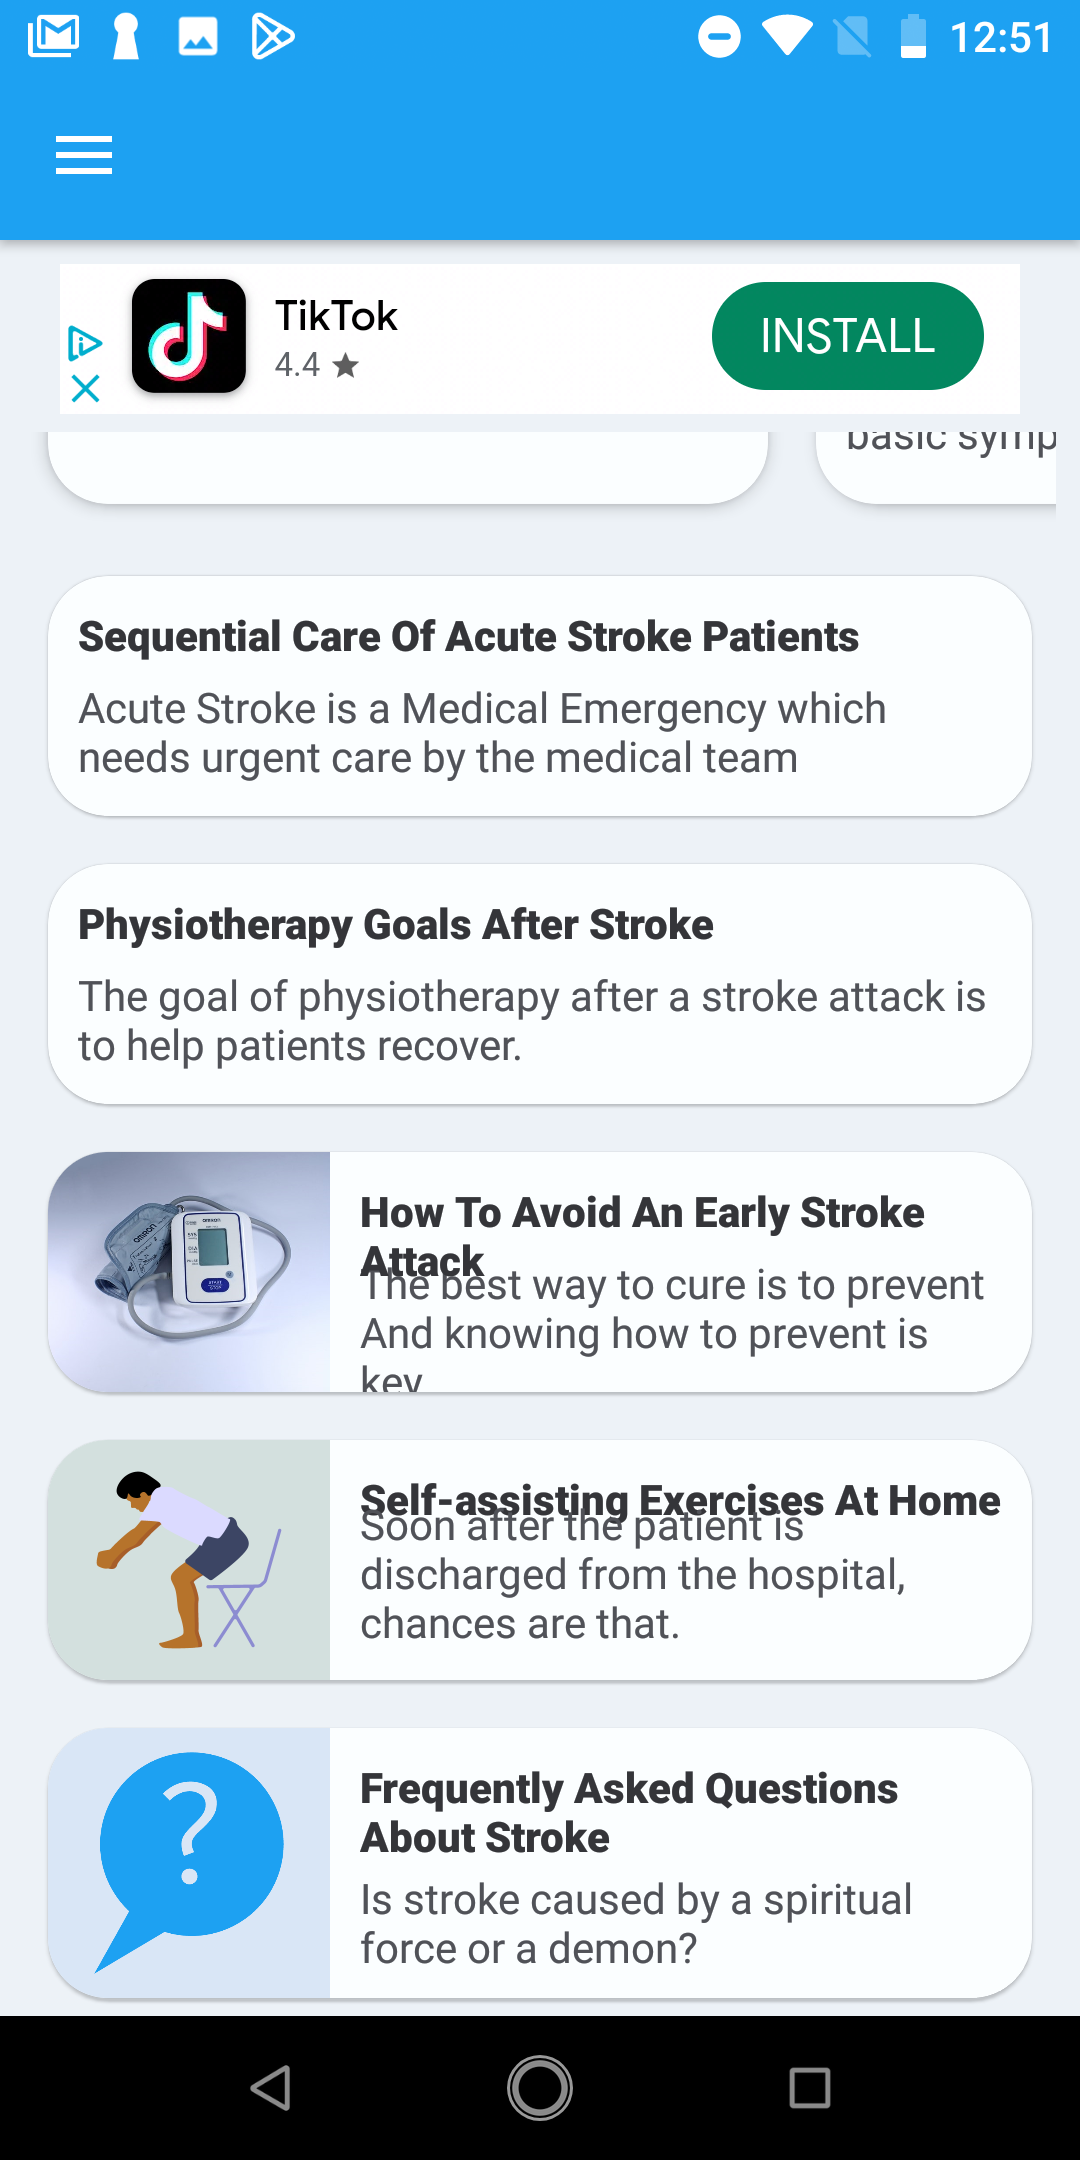 12:51
TikTok
4.4
INSTALL
basic symp
Sequential Care Of Acute Stroke Patients
Acute Stroke is a Medical Emergency which
needs urgent care by the medical team
Physiotherapy Goals After Stroke
The goal of physiotherapy after a stroke attack is
to help patients recover.
How To Avoid An Early Stroke
Attack
The best way to cure is to prevent
And knowing how to prevent is
key
Self-assisting Exercises At Home
Soon after the patient is
discharged from the hospital,
chances are that.
?
Frequently Asked Questions
About Stroke
Is stroke caused by a spiritual
force or a demon?